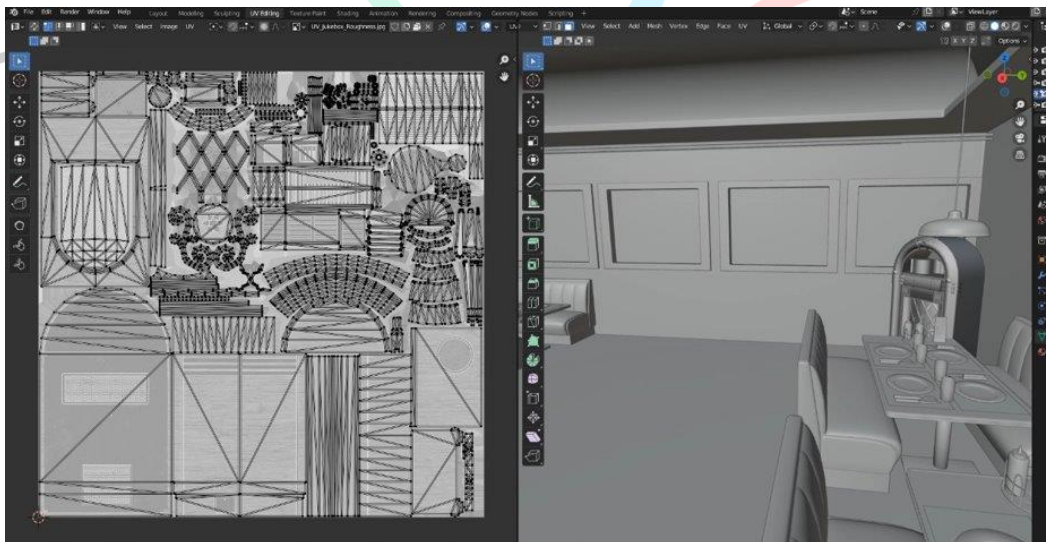 File Edit Render Window Help Layout Modeling Sculpting UV Editing Texture Paint Shading Animation Rendering Compositing Geometry Nodes Scripting + Scene ViewLayer
View Select Image UV UV_Jukebox_Roughness.jpg View Select Add Mesh Vertex Edge Face UV Global
X Y Z Options